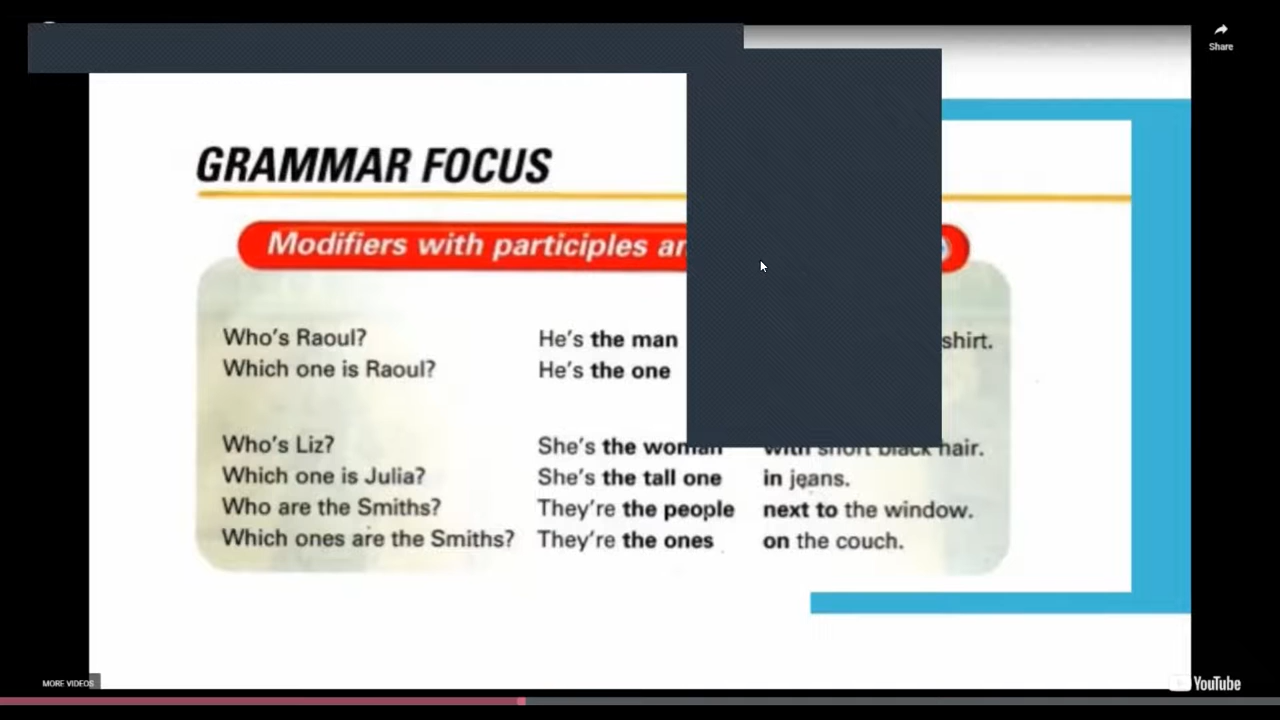 Share
GRAMMAR FOCUS
Modifiers with participles
Who's Raoul? He's the man shirt.
Which one is Raoul? He's the one
Who's Liz? She's the woman with short black hair.
Which one is Julia? She's the tall one in jeans.
Who are the Smiths? They're the people next to the window.
Which ones are the Smiths? They're the ones on the couch.
MORE VIDEOS
YouTube